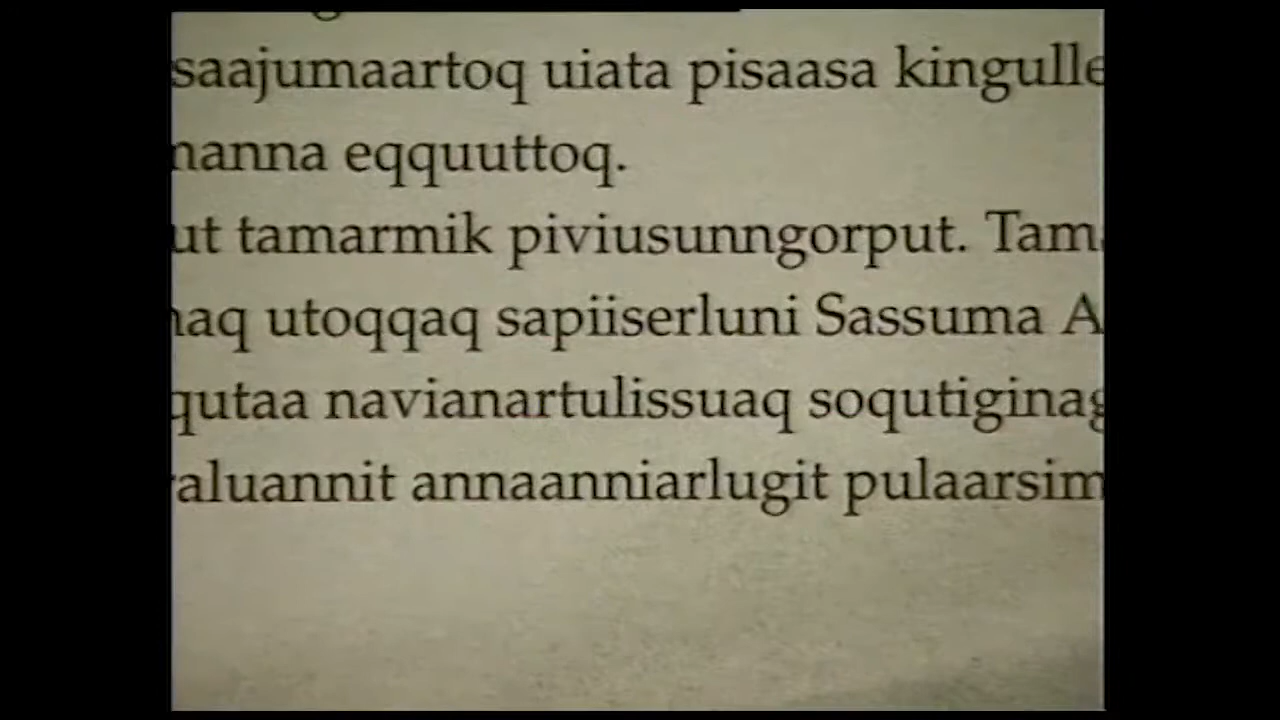 saajumaartoq uiata pisaasa kingulle
nanna eqquuttoq.
ut tamarmik piviusunngorput. Tam
naq utoqqaq sapiiserluni Sassuma A
qutaa navianartulissuaq soqutiginag
aluannit annaanniarlugit pulaarsim